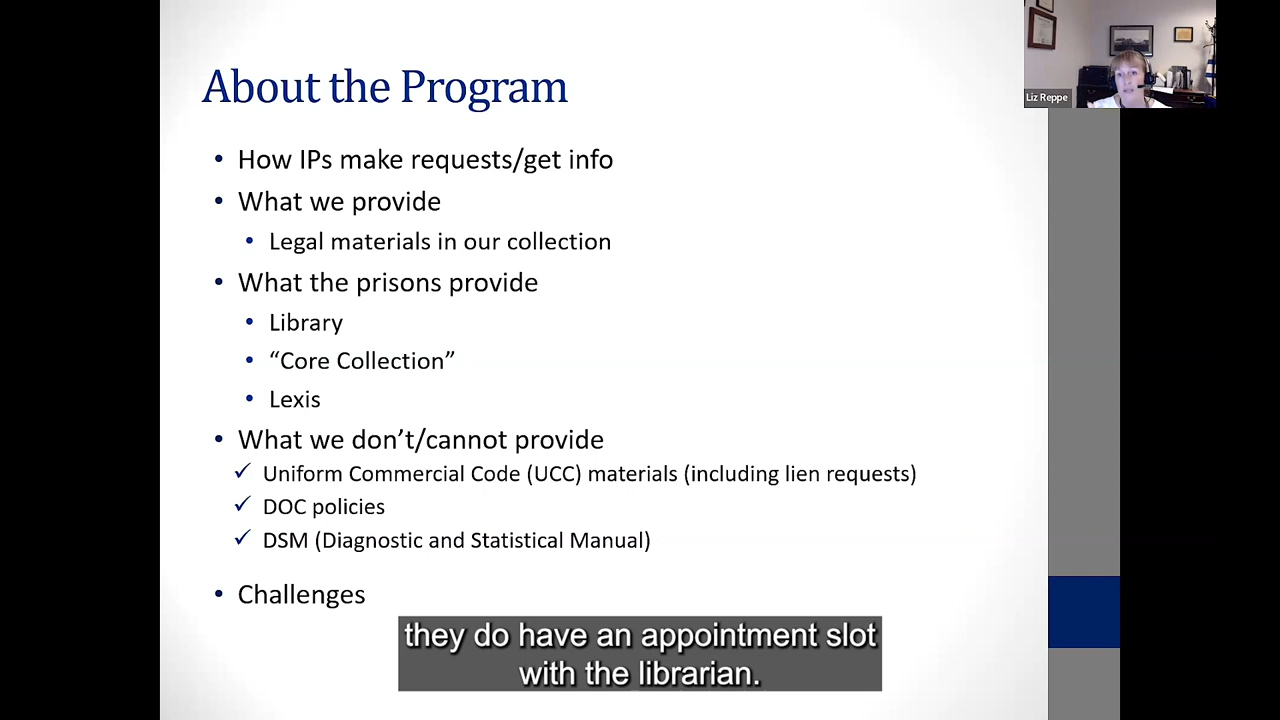 About the Program
• How IPs make requests/get info
• What we provide
• Legal materials in our collection
• What the prisons provide
• Library
• “Core Collection”
• Lexis
• What we don’t/cannot provide
✓ Uniform Commercial Code (UCC) materials (including lien requests)
✓ DOC policies
✓ DSM (Diagnostic and Statistical Manual)
• Challenges
they do have an appointment slot
with the librarian.
Liz Reppe